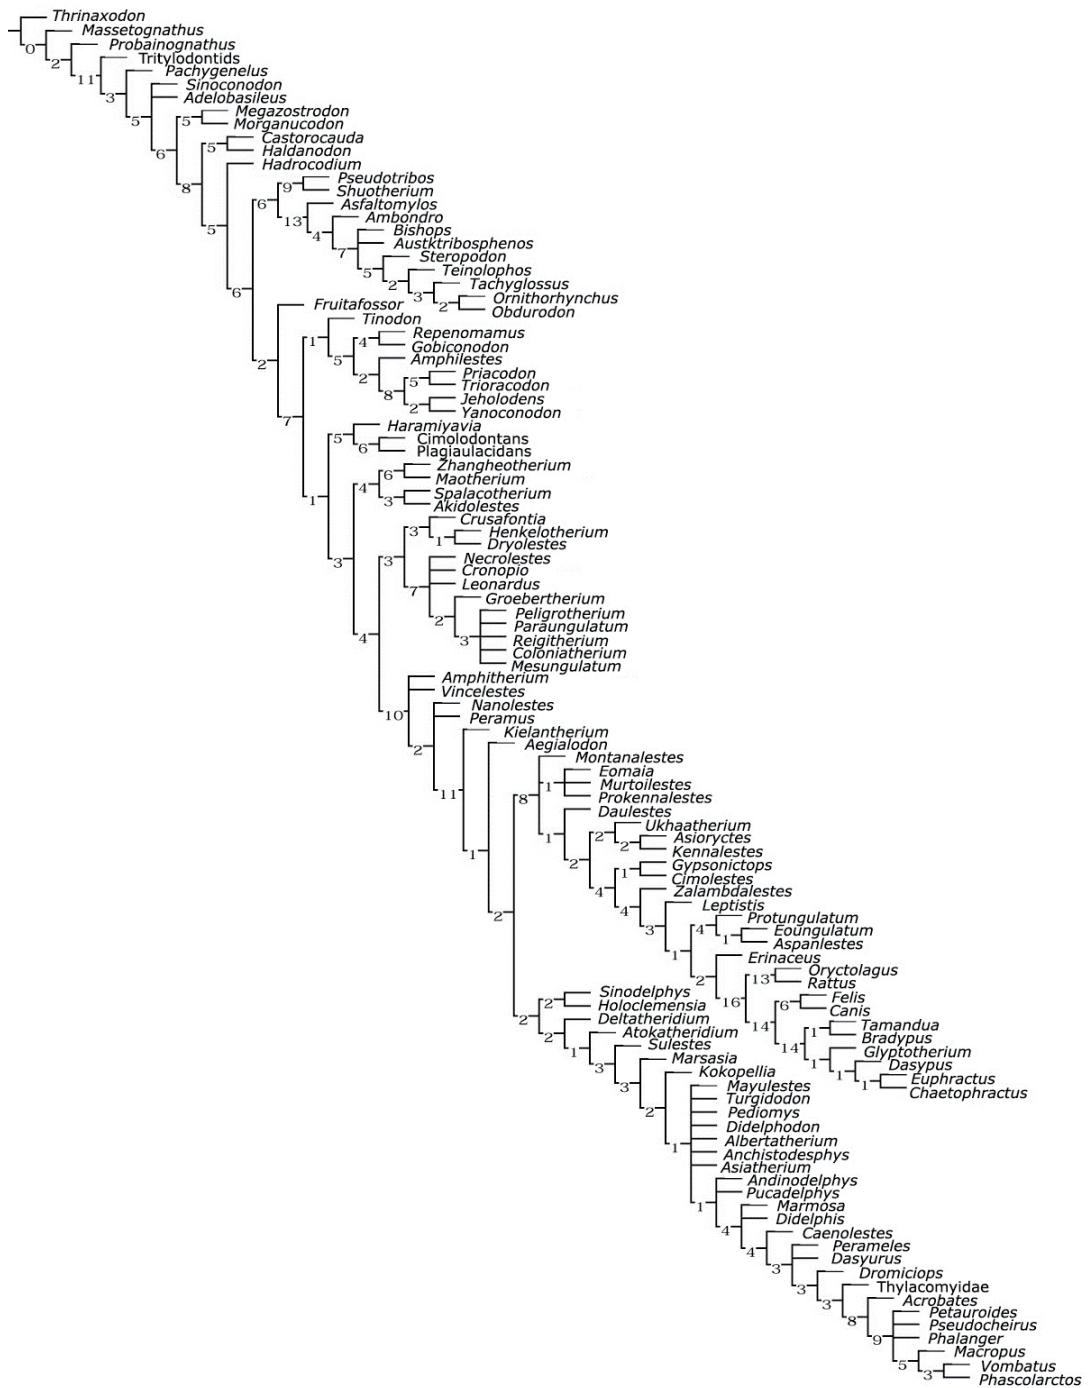 Thrinaxodon
Massetognathus
0
Probainognathus
2
Tritylodontids
11
Pachygenelus
3
Sinoconodon
Adelobasileus
5
Megazostrodon
5
Morganucodon
Castorocauda
5
Haldanodon
6
Hadrocodium
Pseudotribos
9
8
Shuotherium
6
Asfaltomylos
13
Ambondro
5
Bishops
4
Austktribosphenos
7
Steropodon
5
Teinolophos
2
Tachyglossus
6
3
Ornithorhynchus
2
Fruitafossor
Obdurodon
Tinodon
Repenomamus
1
4
Gobiconodon
5
Amphilestes
2
2
Priacodon
5
Trioracodon
8
Jeholodens
2
Yanoconodon
7
Haramiyavia
5
Cimolodontans
6
Plagiaulacidans
Zhangheotherium
6
Maotherium
4
Spalacotherium
3
1
Akidolestes
Crusafontia
3
Henkelotherium
1
Dryolestes
3
3
Necrolestes
Cronopio
Leonardus
7
Groebertherium
Peligrotherium
2
Paraungulatum
4
3
Reigitherium
Coloniatherium
Mesungulatum
Amphitherium
Vincelestes
Nanolestes
10
Peramus
Kielantherium
2
Aegialodon
Montanalestes
Eomaia
1
Murtoilestes
11
8
Prokennalestes
Daulestes
Ukhaatherium
1
2
Asioryctes
2
1
Kennalestes
2
Gypsonictops
1
Cimolestes
4
Zalambdalestes
4
Leptistis
2
Protungulatum
3
4
Eoungulatum
1
Aspanlestes
1
Erinaceus
Oryctolagus
2
13
Rattus
Sinodelphys
16
Felis
2
6
Holoclemensia
Canis
2
Deltatheridium
14
Tamandua
1
2
Atokatheridium
Bradypus
1
Sulestes
14
Glyptotherium
3
Marsasia
1
Dasypus
3
Kokopellia
1
Euphractus
1
Mayulestes
Chaetophractus
2
Turgidodon
Pediomys
Didelphodon
Albertatherium
1
Anchistodesphys
Asiatherium
Andinodelphys
Pucadelphys
1
Marmosa
Didelphis
4
Caenolestes
4
Perameles
Dasyurus
3
Dromiciops
3
Thylacomyidae
3
Acrobates
8
Petauroides
Pseudocheirus
9
Phalanger
Macropus
5
Vombatus
3
Phascolarctos